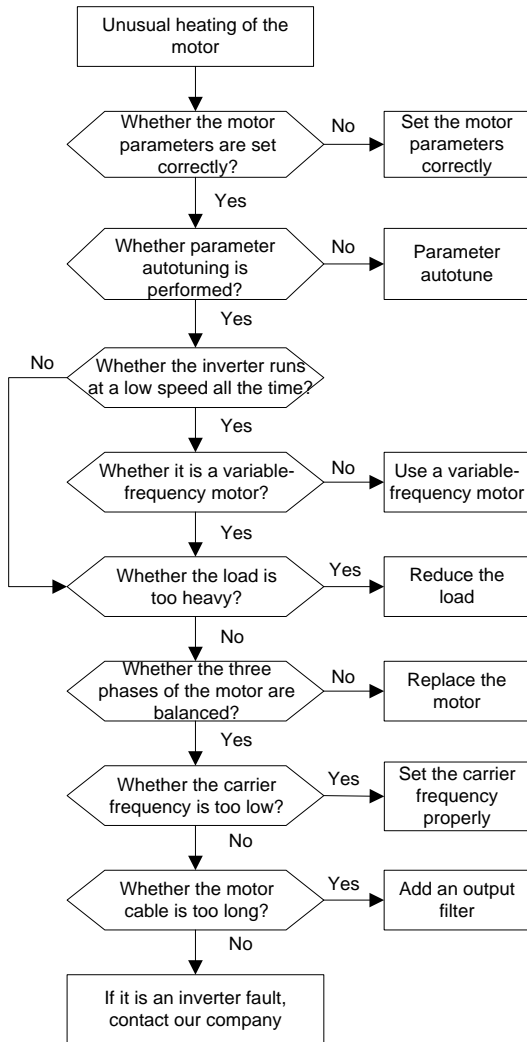 Unusual heating of the
motor
Whether the motor
parameters are set
correctly?
No
Set the motor
parameters
correctly
Yes
Whether parameter
autotuning is
performed?
No
Parameter
autotune
Yes
No
Whether the inverter runs
at a low speed all the time?
Yes
Whether it is a variable-
frequency motor?
No
Use a variable-
frequency motor
Yes
Whether the load is
too heavy?
Yes
Reduce the
load
No
Whether the three
phases of the motor are
balanced?
No
Replace the
motor
Yes
Whether the carrier
frequency is too low?
Yes
Set the carrier
frequency
properly
No
Whether the motor
cable is too long?
Yes
Add an output
filter
No
If it is an inverter fault,
contact our company